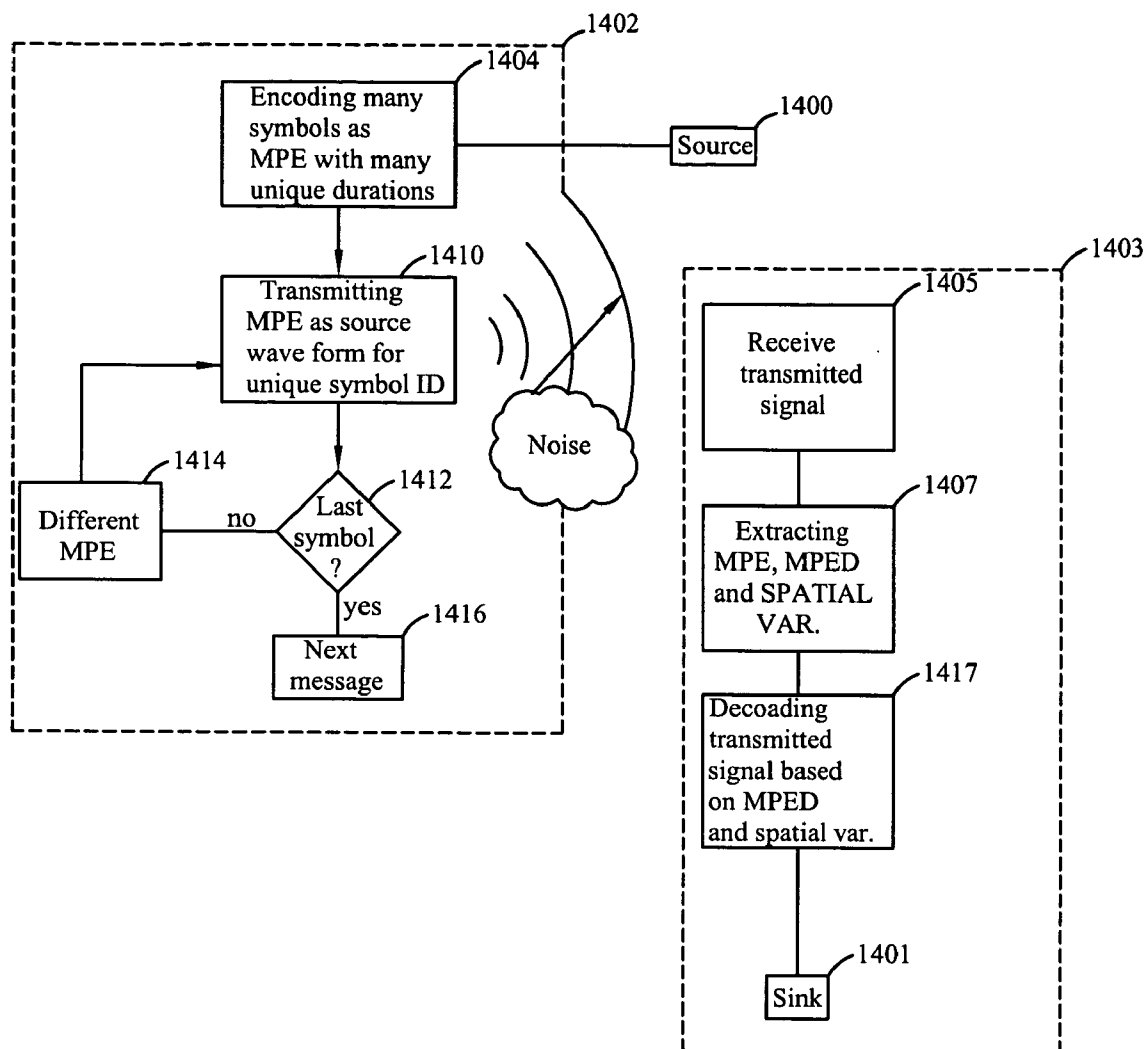 1402
1404
Encoding many
symbols as
MPE with many
unique durations
1400
Source
1410
Transmitting
MPE as source
wave form for
unique symbol ID
Noise
1414
Different
MPE
no
1412
Last
symbol
?
yes
1416
Next
message
1403
1405
Receive
transmitted
signal
1407
Extracting
MPE, MPED
and SPATIAL
VAR.
1417
Decoading
transmitted
signal based
on MPED
and spatial var.
1401
Sink